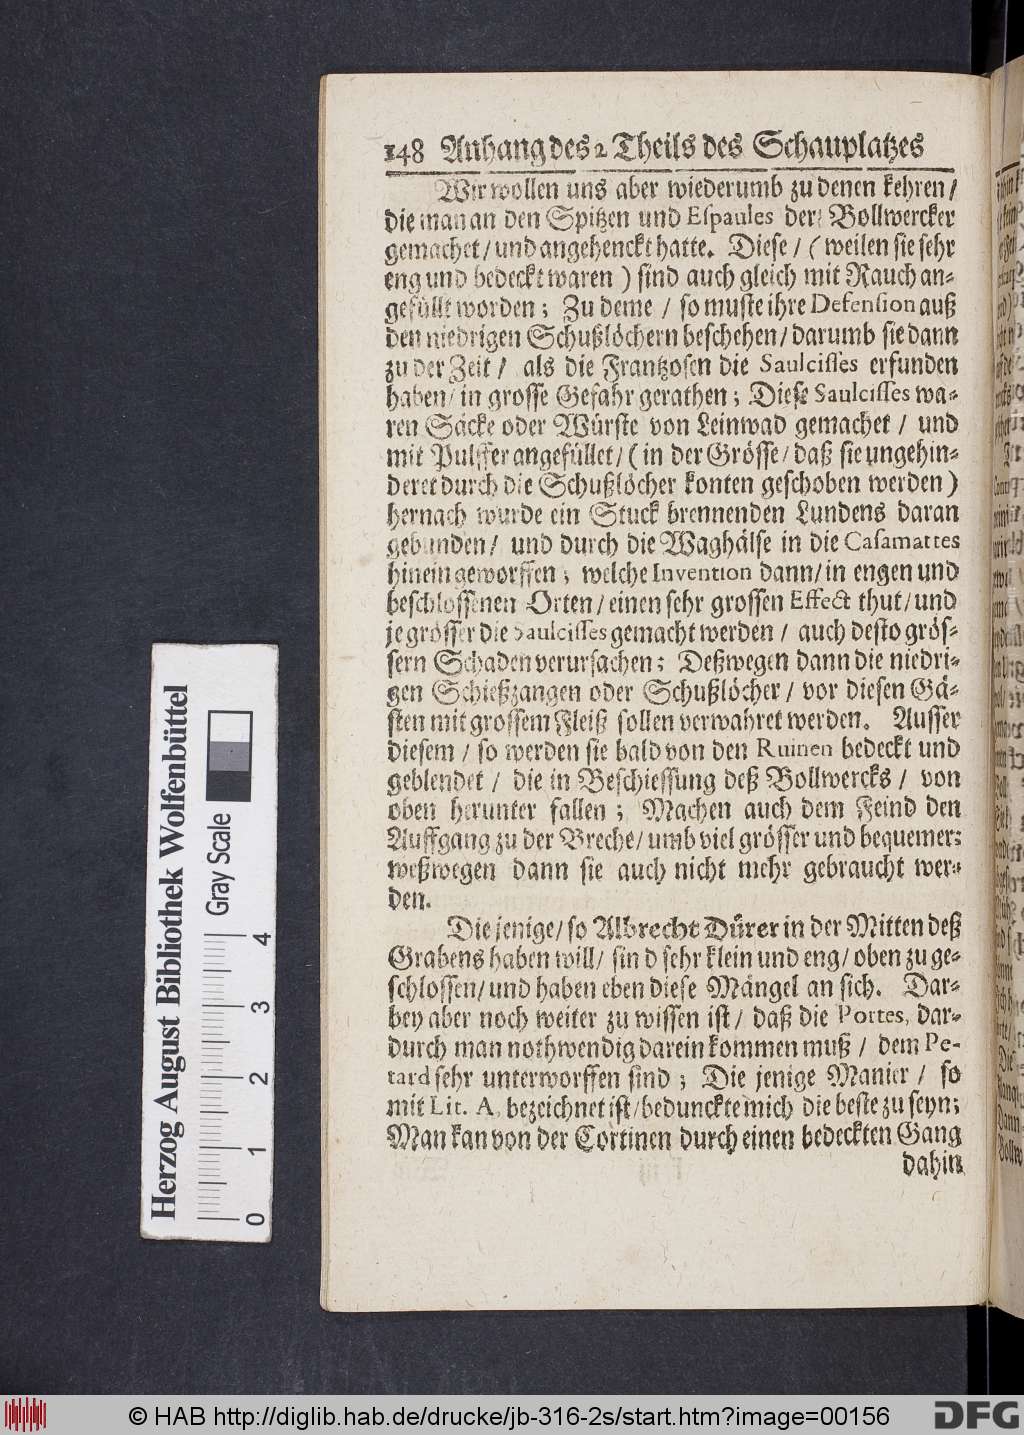 148 Anhang des 2 Theils des Schauplatzes
Wir wollen uns aber wiederumb zu denen kehren /
die man an den Spitzen und Espaules der Bollwercker
gemachet / und angehenckt hatte. Diese / ( weilen sie sehr
eng und bedeckt waren ) sind auch gleich mit Rauch an-
gefüllt worden ; Zu deme / so muste ihre Defension auß
den niedrigen Schußlöchern beschehen / darumb sie dann
zu der Zeit / als die Frantzosen die Saulcisses erfunden
haben / in grosse Gefahr gerathen ; Diese Saulcisses wa-
ren Säcke oder Würste von Leinwad gemachet / und
mit Pulffer angefüllet / ( in der Grösse / daß sie ungehin-
deret durch die Schußlöcher konten geschoben werden )
hernach wurde ein Stuck brennenden Lundens daran
gebunden / und durch die Waghälse in die Casamattes
hinein geworffen ; welche Invention dann / in engen und
beschlossenen Orten / einen sehr grossen Effect thut / und
je grösser die Saulcisses gemacht werden / auch desto grös-
sern Schaden verursachen ; Deßwegen dann die niedri-
gen Schießzangen oder Schußlöcher / vor diesen Gä-
sten mit grossem Fleiß sollen verwahret werden. Ausser
diesem / so werden sie bald von den Ruinen bedeckt und
geblendet / die in Beschiessung deß Bollwercks / von
oben herunter fallen ; Machen auch dem Feind den
Auffgang zu der Breche / umb viel grösser und bequemer;
weßwegen dann sie auch nicht mehr gebraucht wer-
den.
Die jenige / so Albrecht Dürer in der Mitten deß
Grabens haben will / sind sehr klein und eng / oben zu ge-
schlossen / und haben eben diese Mängel an sich. Dar-
bey aber noch weiter zu wissen ist / daß die Portes, dar-
durch man nothwendig darein kommen muß / dem Pe-
tard sehr unterworffen sind ; Die jenige Manier / so
mit Lit. A, bezeichnet ist / bedunckte mich die beste zu seyn;
Man kan von der Cortinen durch einen bedeckten Gang
dahin
Herzog August Bibliothek Wolfenbüttel
Gray Scale
0 1 2 3 4
© HAB http://diglib.hab.de/drucke/jb-316-2s/start.htm?image=00156
DFG